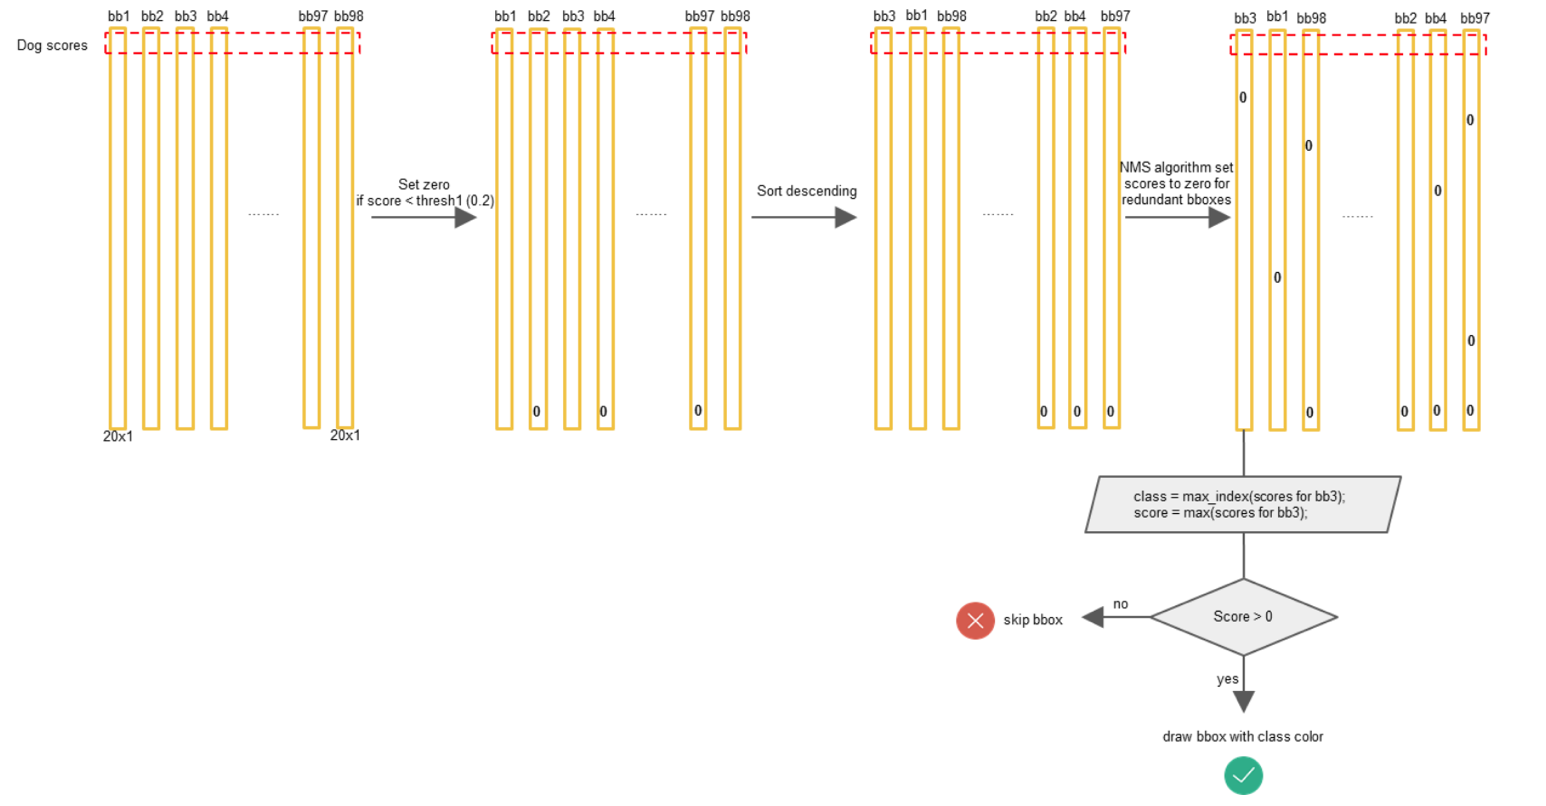 bb1 bb2 bb3 bb4 bb97 bb98
bb1 bb2 bb3 bb4 bb97 bb98
bb3 bb1 bb98 bb2 bb4 bb97
bb3 bb1 bb98 bb2 bb4 bb97
Dog scores
.......
Set zero
if score < thresh1 (0.2)
.......
Sort descending
.......
NMS algorithm set
scores to zero for
redundant bboxes
.......
0 0 0
0 0 0
0
0
0
0
0
0
0 0 0 0
20x1 20x1
class = max_index(scores for bb3);
score = max(scores for bb3);
Score > 0
no
skip bbox
yes
draw bbox with class color